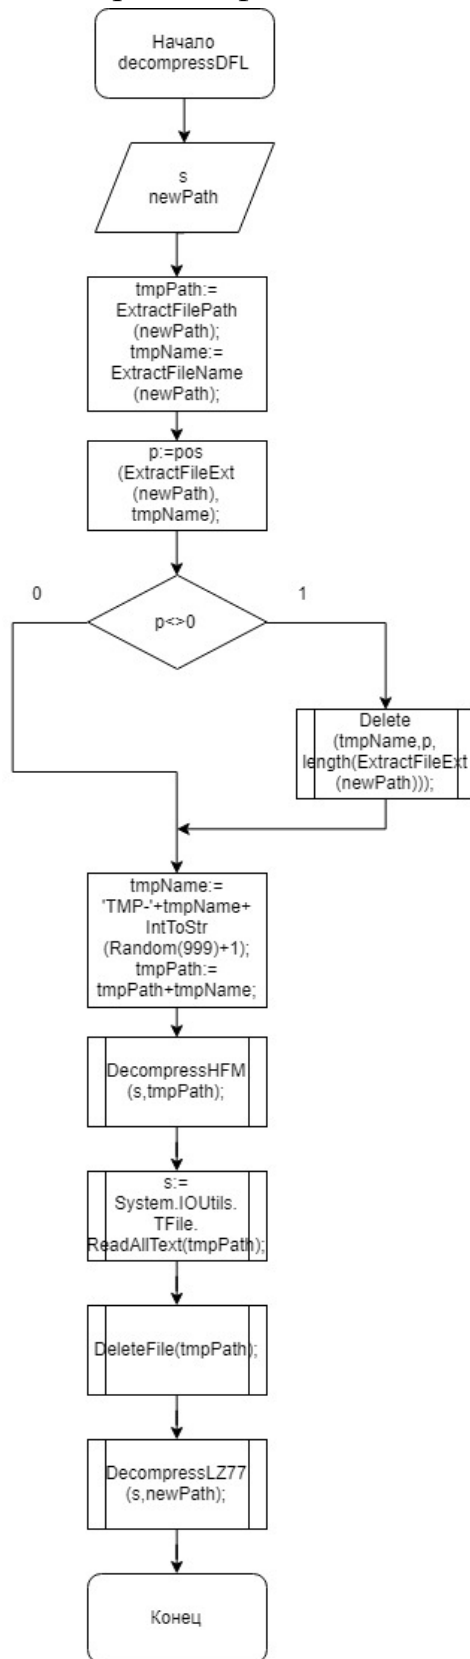 Начало
decompressDFL
s
newPath
tmpPath:=
ExtractFilePath
(newPath);
tmpName:=
ExtractFileName
(newPath);
p:=pos
(ExtractFileExt
(newPath),
tmpName);
0
1
p<>0
Delete
(tmpName,p,
length(ExtractFileExt
(newPath)));
tmpName:=
'TMP-'+tmpName+
IntToStr
(Random(999)+1);
tmpPath:=
tmpPath+tmpName;
DecompressHFM
(s,tmpPath);
s:=
System.IOUtils.
TFile.
ReadAllText(tmpPath);
DeleteFile(tmpPath);
DecompressLZ77
(s,newPath);
Конец